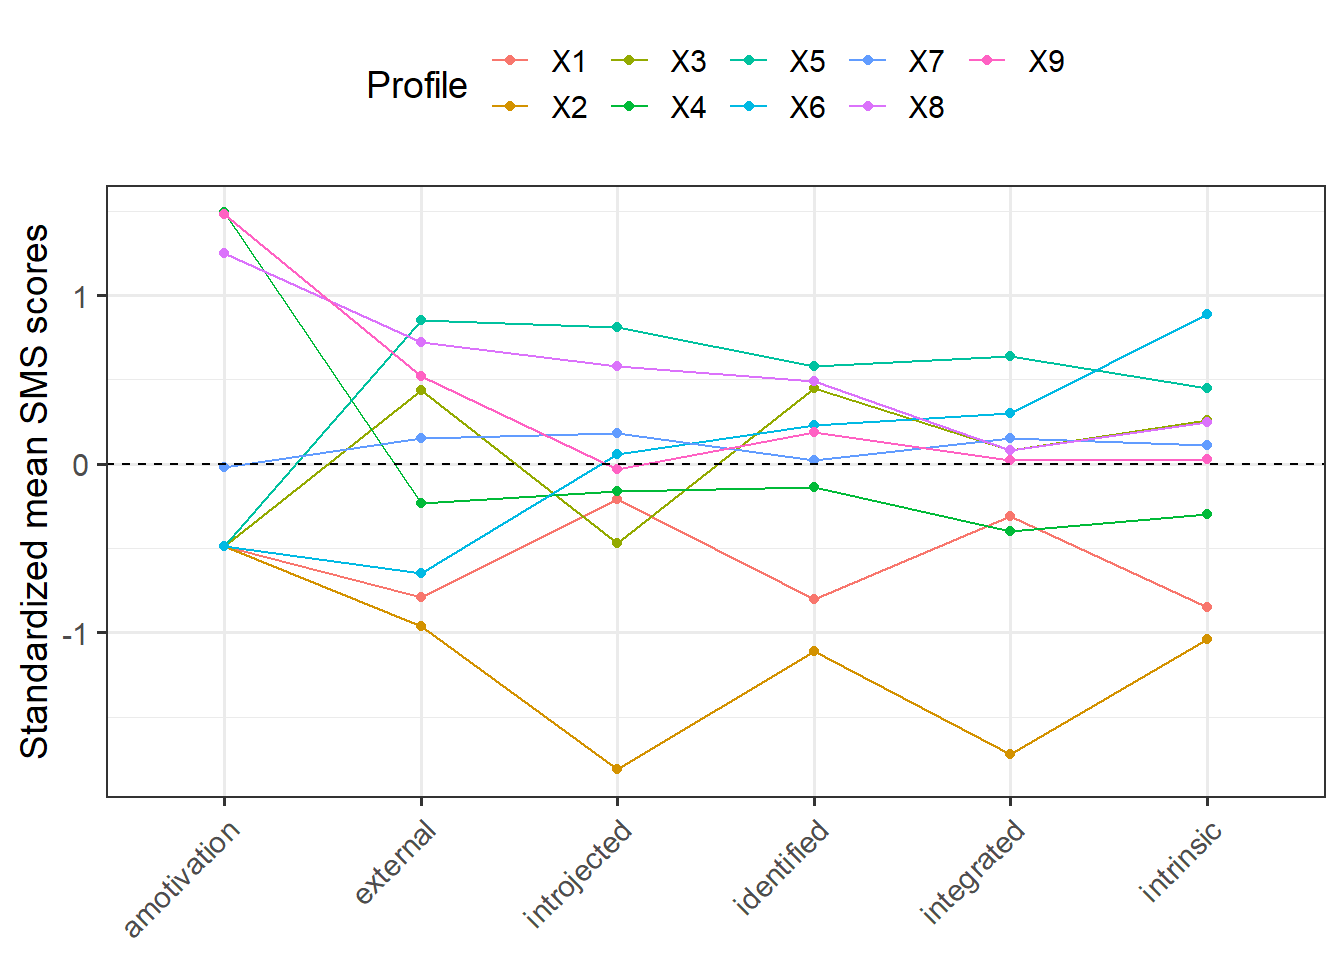 Profile X1 X3 X5 X7 X9
X2 X4 X6 X8
Standardized mean SMS scores
1
0
-1
amotivation external introjected identified integrated intrinsic